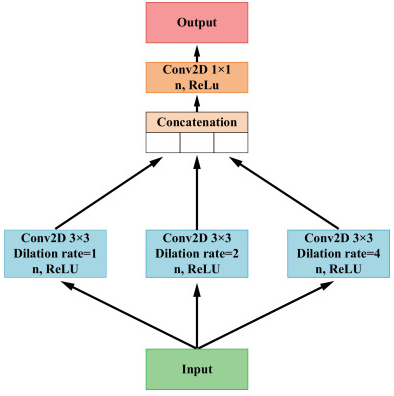 Output
Conv2D 1×1
n, ReLu
Concatenation
Conv2D 3×3
Dilation rate=1
n, ReLU
Conv2D 3×3
Dilation rate=2
n, ReLU
Conv2D 3×3
Dilation rate=4
n, ReLU
Input